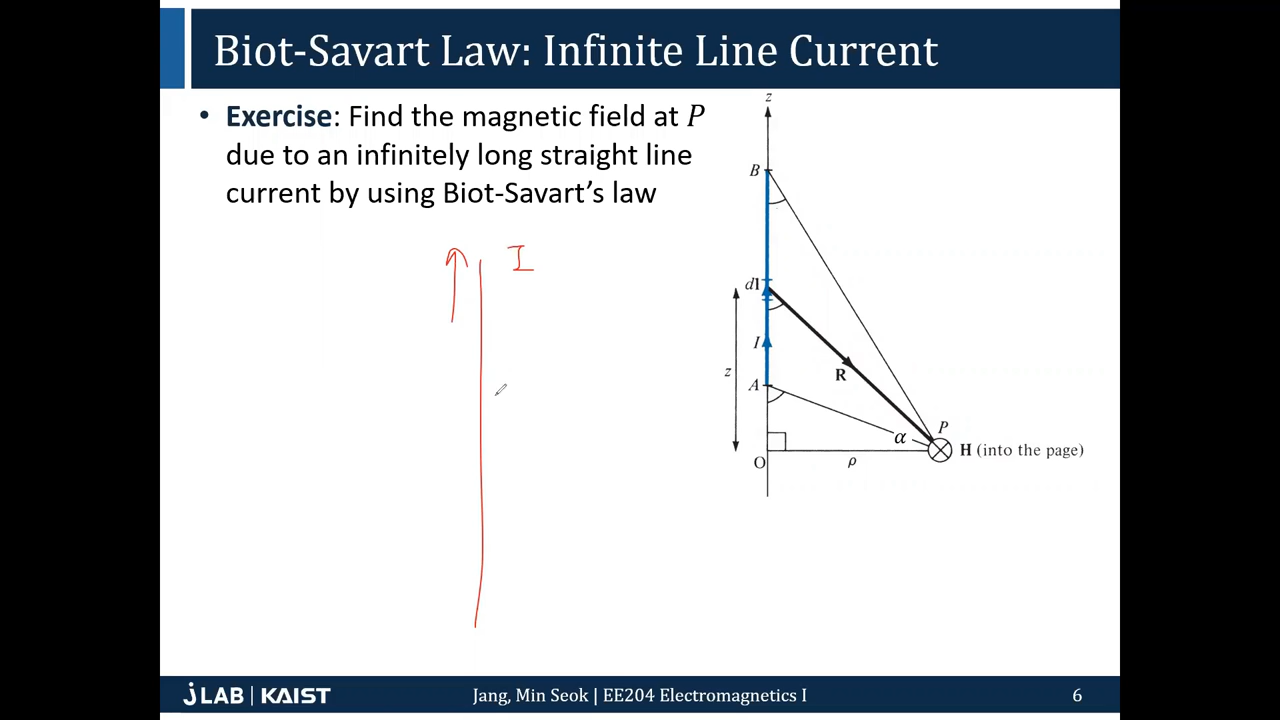 Biot-Savart Law: Infinite Line Current
• Exercise: Find the magnetic field at P
due to an infinitely long straight line
current by using Biot-Savart's law
I
z
B
dl
I
z
R
A
α
P
H (into the page)
O
ρ
jLAB | KAIST
Jang, Min Seok | EE204 Electromagnetics I
6